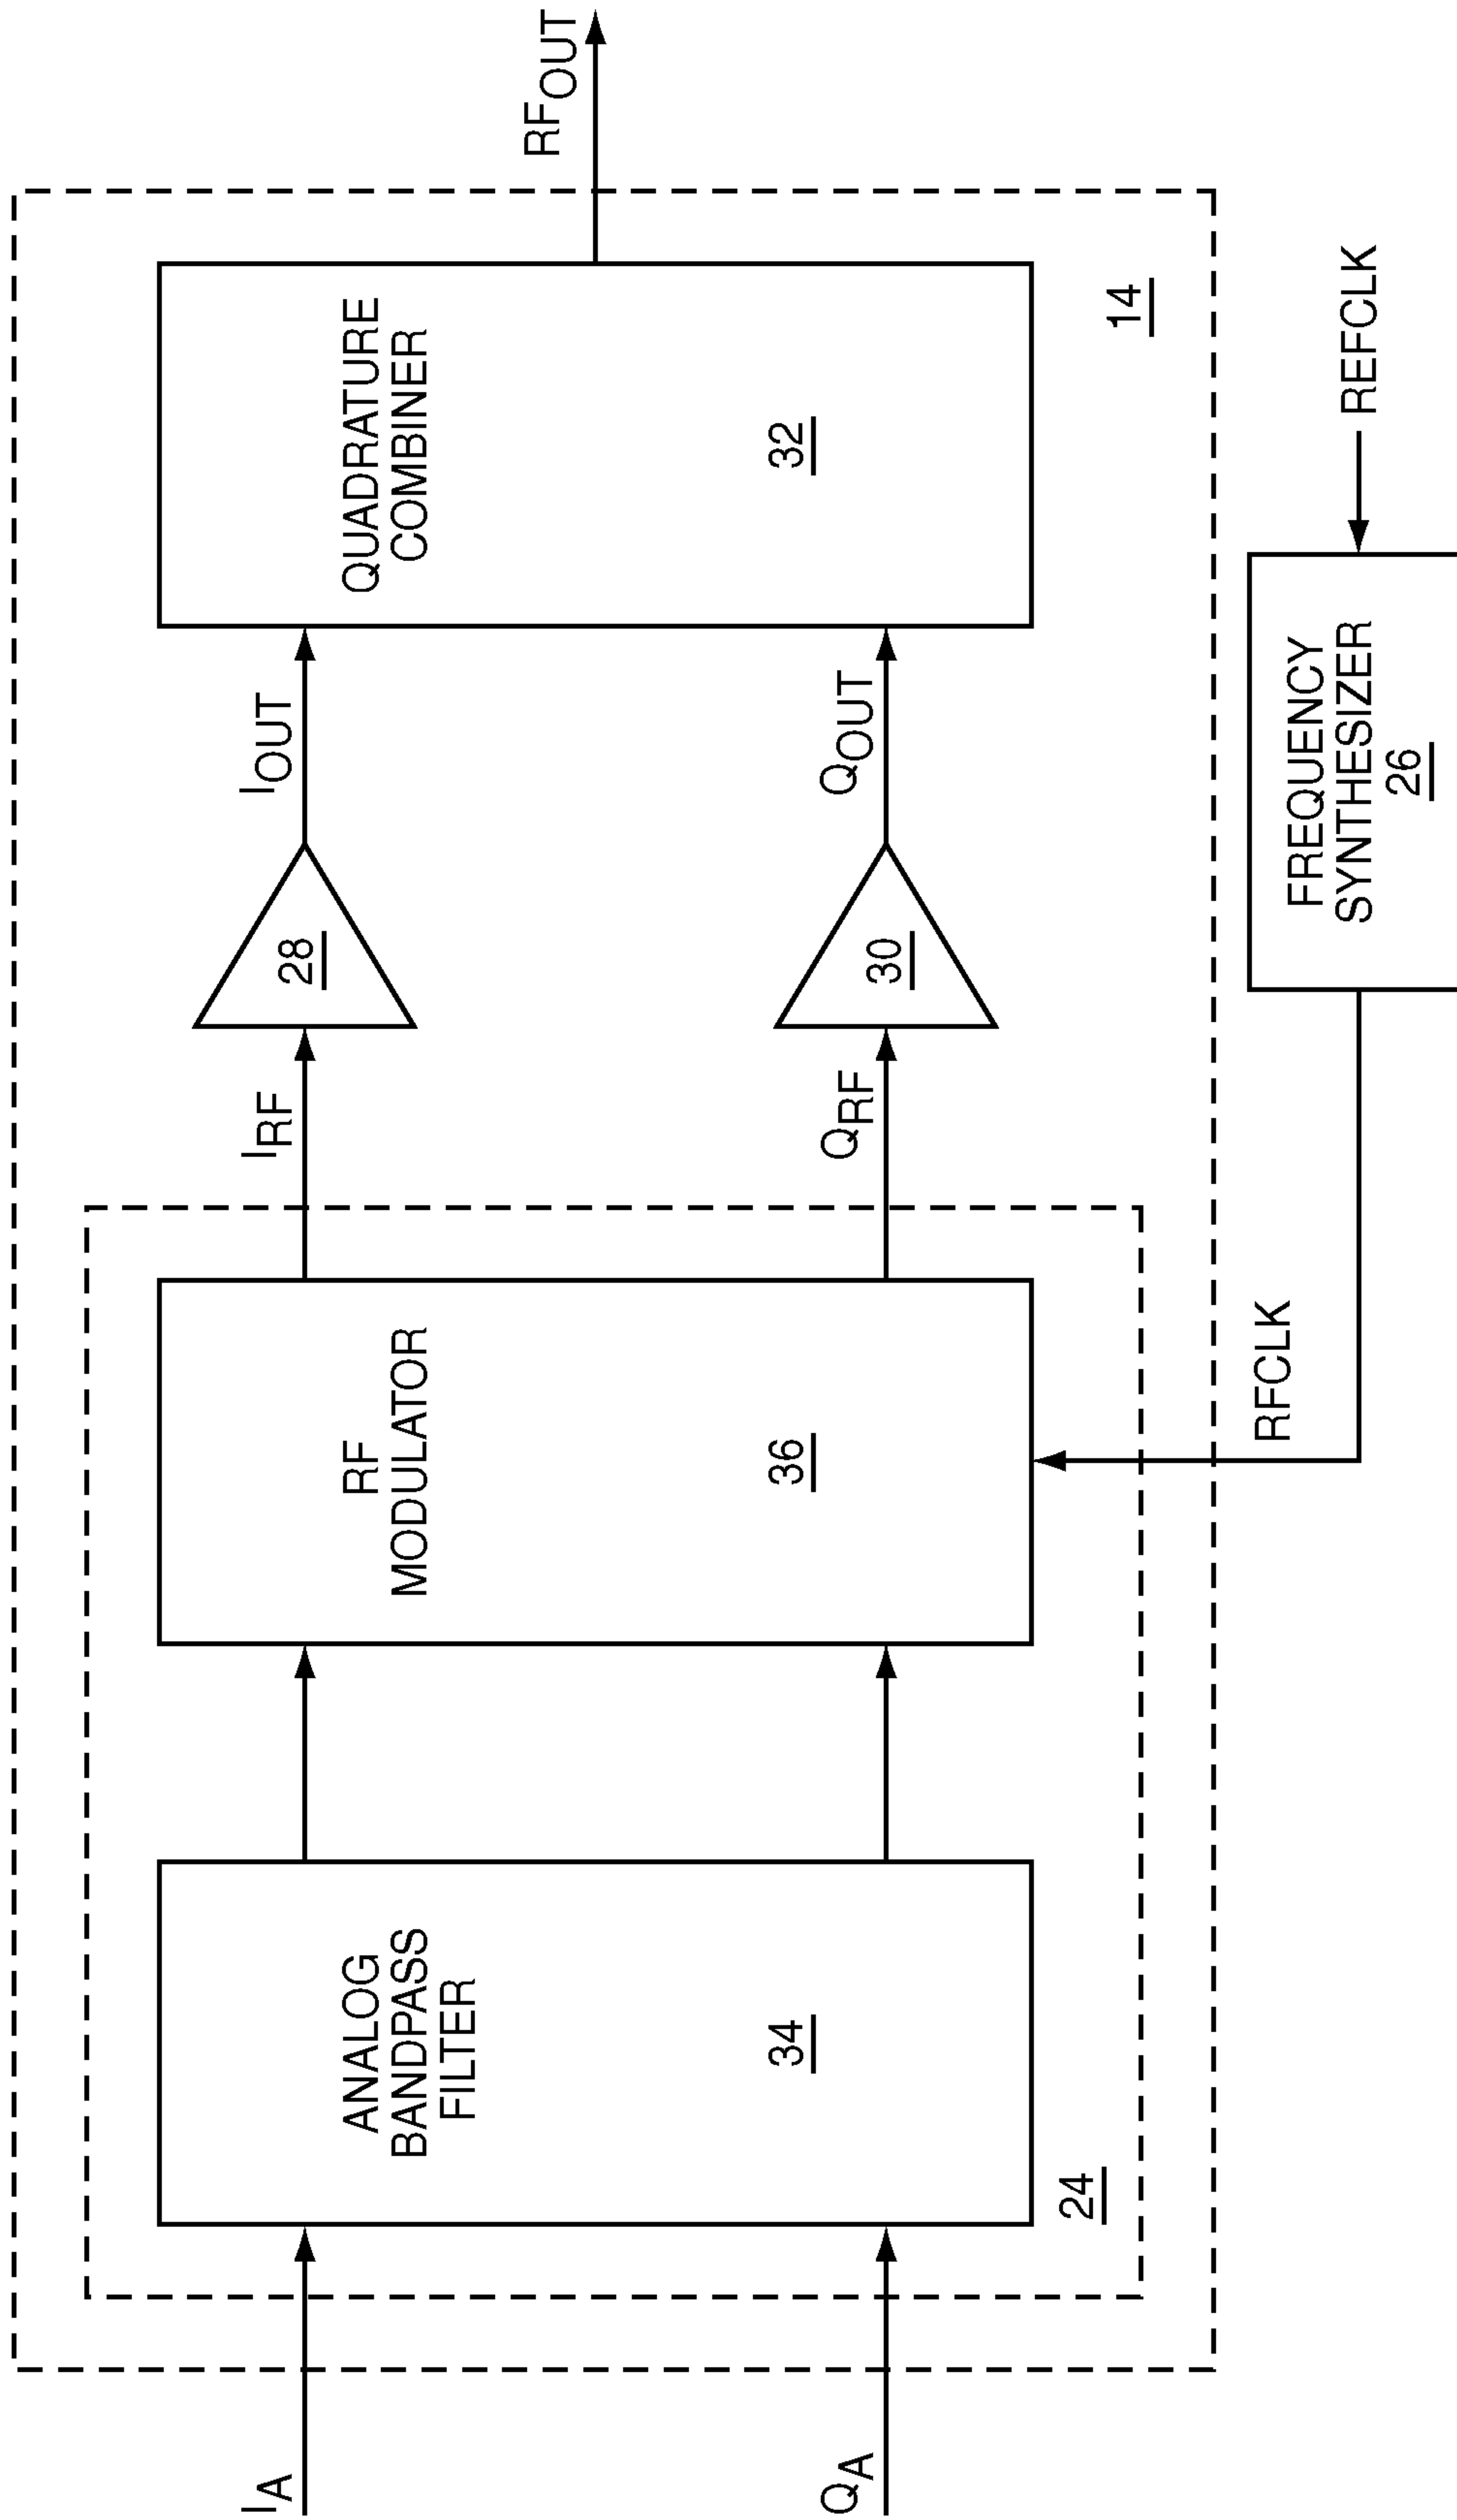 I_A
Q_A
ANALOG
BANDPASS
FILTER
34
24
RF
MODULATOR
36
RFCLK
I_RF
Q_RF
28
30
I_OUT
Q_OUT
QUADRATURE
COMBINER
32
14
RF_OUT
FREQUENCY
SYNTHESIZER
26
REFCLK